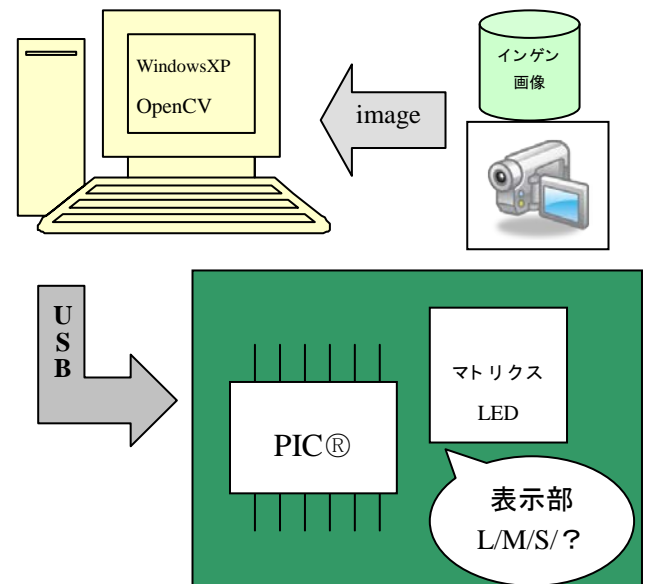 WindowsXP
OpenCV
image
インゲン
画像
USB
PIC®
マトリクス
LED
表示部
L/M/S/？